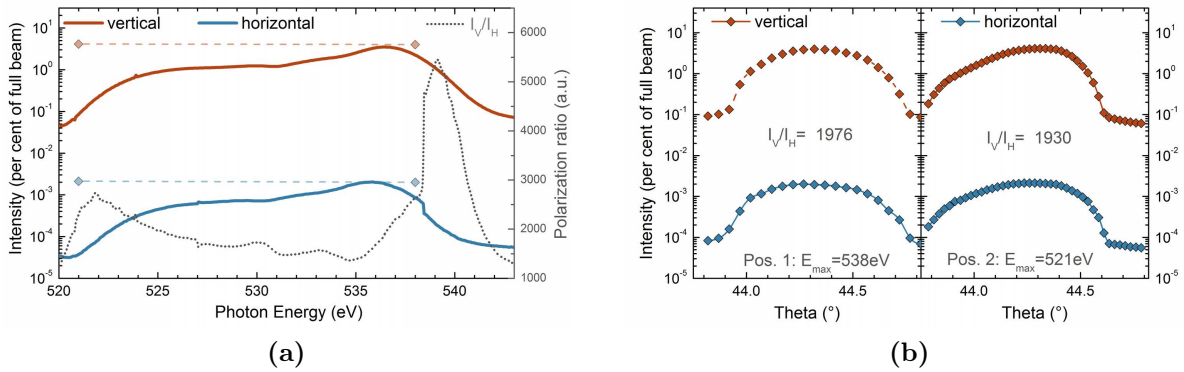 vertical horizontal I_V/I_H
Intensity (per cent of full beam)
10^1
10^0
10^-1
10^-2
10^-3
10^-4
10^-5
6000
5000
4000
3000
2000
1000
Polarization ratio (a.u.)
520 525 530 535 540
Photon Energy (eV)
(a)
vertical horizontal
Intensity (per cent of full beam)
10^1
10^0
10^-1
10^-2
10^-3
10^-4
10^-5
I_V/I_H= 1976
I_V/I_H= 1930
Pos. 1: E_max=538eV
Pos. 2: E_max=521eV
10^1
10^0
10^-1
10^-2
10^-3
10^-4
10^-5
44.0 44.5 44.0 44.5
Theta (°) Theta (°)
(b)